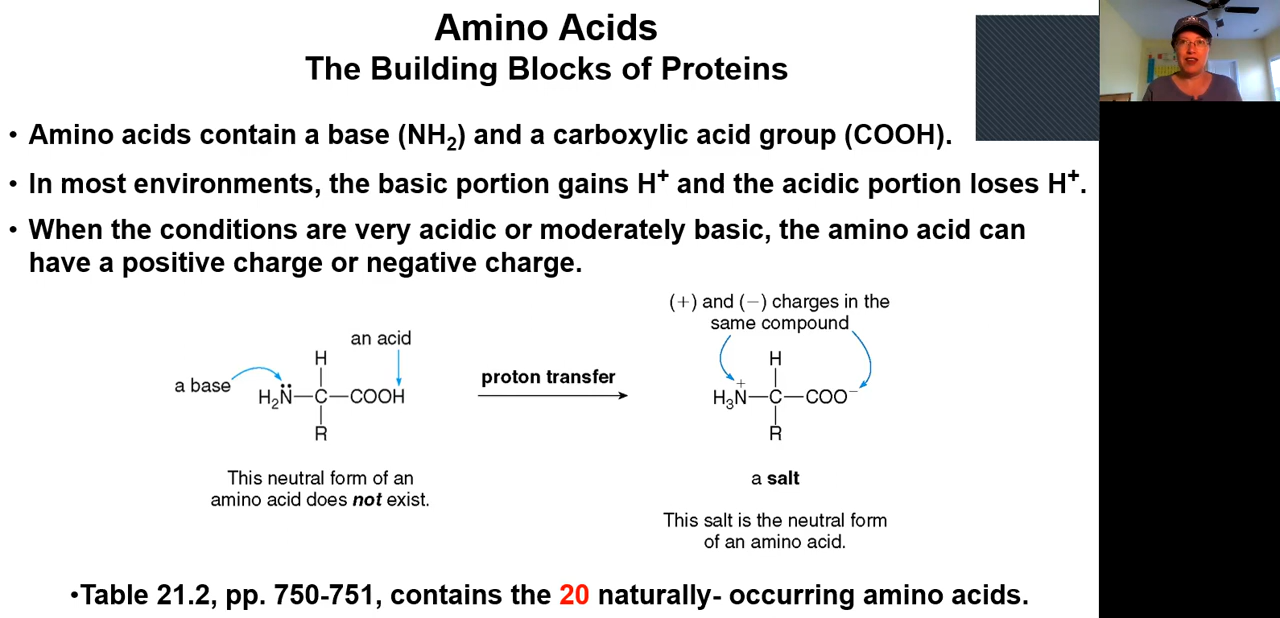 Amino Acids
The Building Blocks of Proteins
• Amino acids contain a base (NH₂) and a carboxylic acid group (COOH).
• In most environments, the basic portion gains H⁺ and the acidic portion loses H⁺.
• When the conditions are very acidic or moderately basic, the amino acid can
have a positive charge or negative charge.
an acid
a base
H
H₂N̈—C—COOH
R
This neutral form of an
amino acid does not exist.
proton transfer
(+) and (−) charges in the
same compound
H
H₃N⁺—C—COO⁻
R
a salt
This salt is the neutral form
of an amino acid.
•Table 21.2, pp. 750-751, contains the 20 naturally- occurring amino acids.